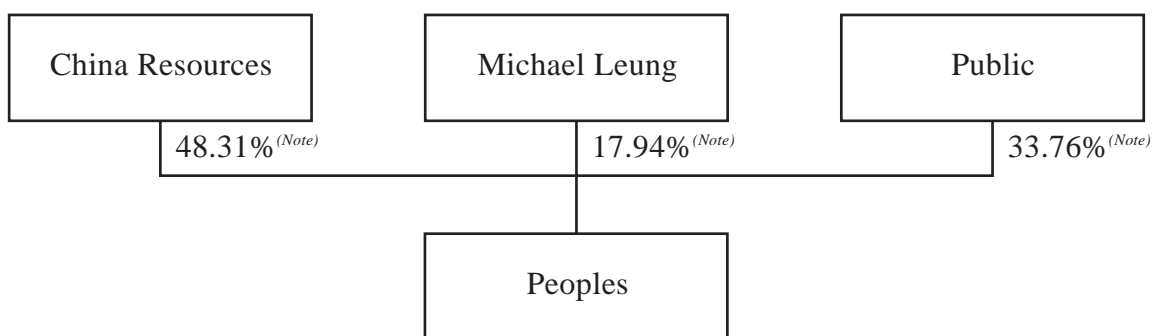 China Resources
Michael Leung
Public
48.31% (Note)
17.94% (Note)
33.76% (Note)
Peoples